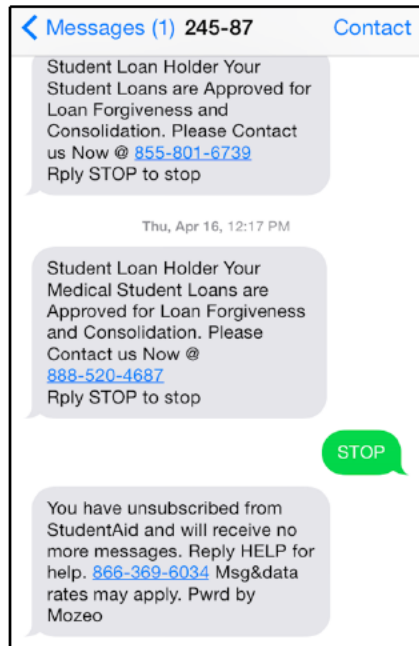 Messages (1) 245-87 Contact
Student Loan Holder Your
Student Loans are Approved for
Loan Forgiveness and
Consolidation. Please Contact
us Now @ 855-801-6739
Rply STOP to stop
Thu, Apr 16, 12:17 PM
Student Loan Holder Your
Medical Student Loans are
Approved for Loan Forgiveness
and Consolidation. Please
Contact us Now @
888-520-4687
Rply STOP to stop
STOP
You have unsubscribed from
StudentAid and will receive no
more messages. Reply HELP for
help. 866-369-6034 Msg&data
rates may apply. Pwrd by
Mozeo